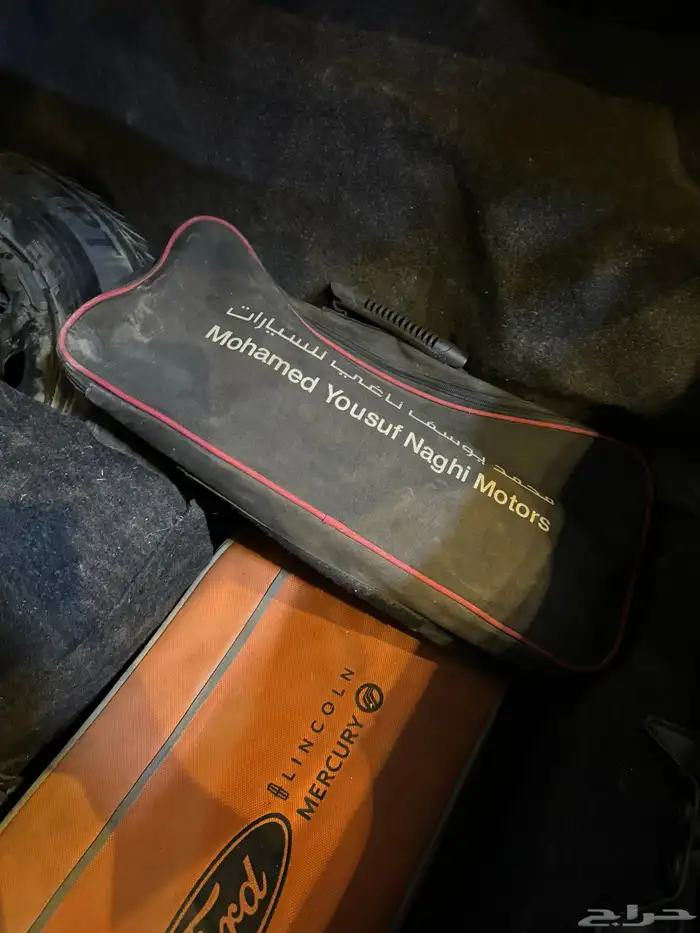 محمد يوسف ناغي للسيارات
Mohamed Yousuf Naghi Motors
LINCOLN
MERCURY
Ford
حراج